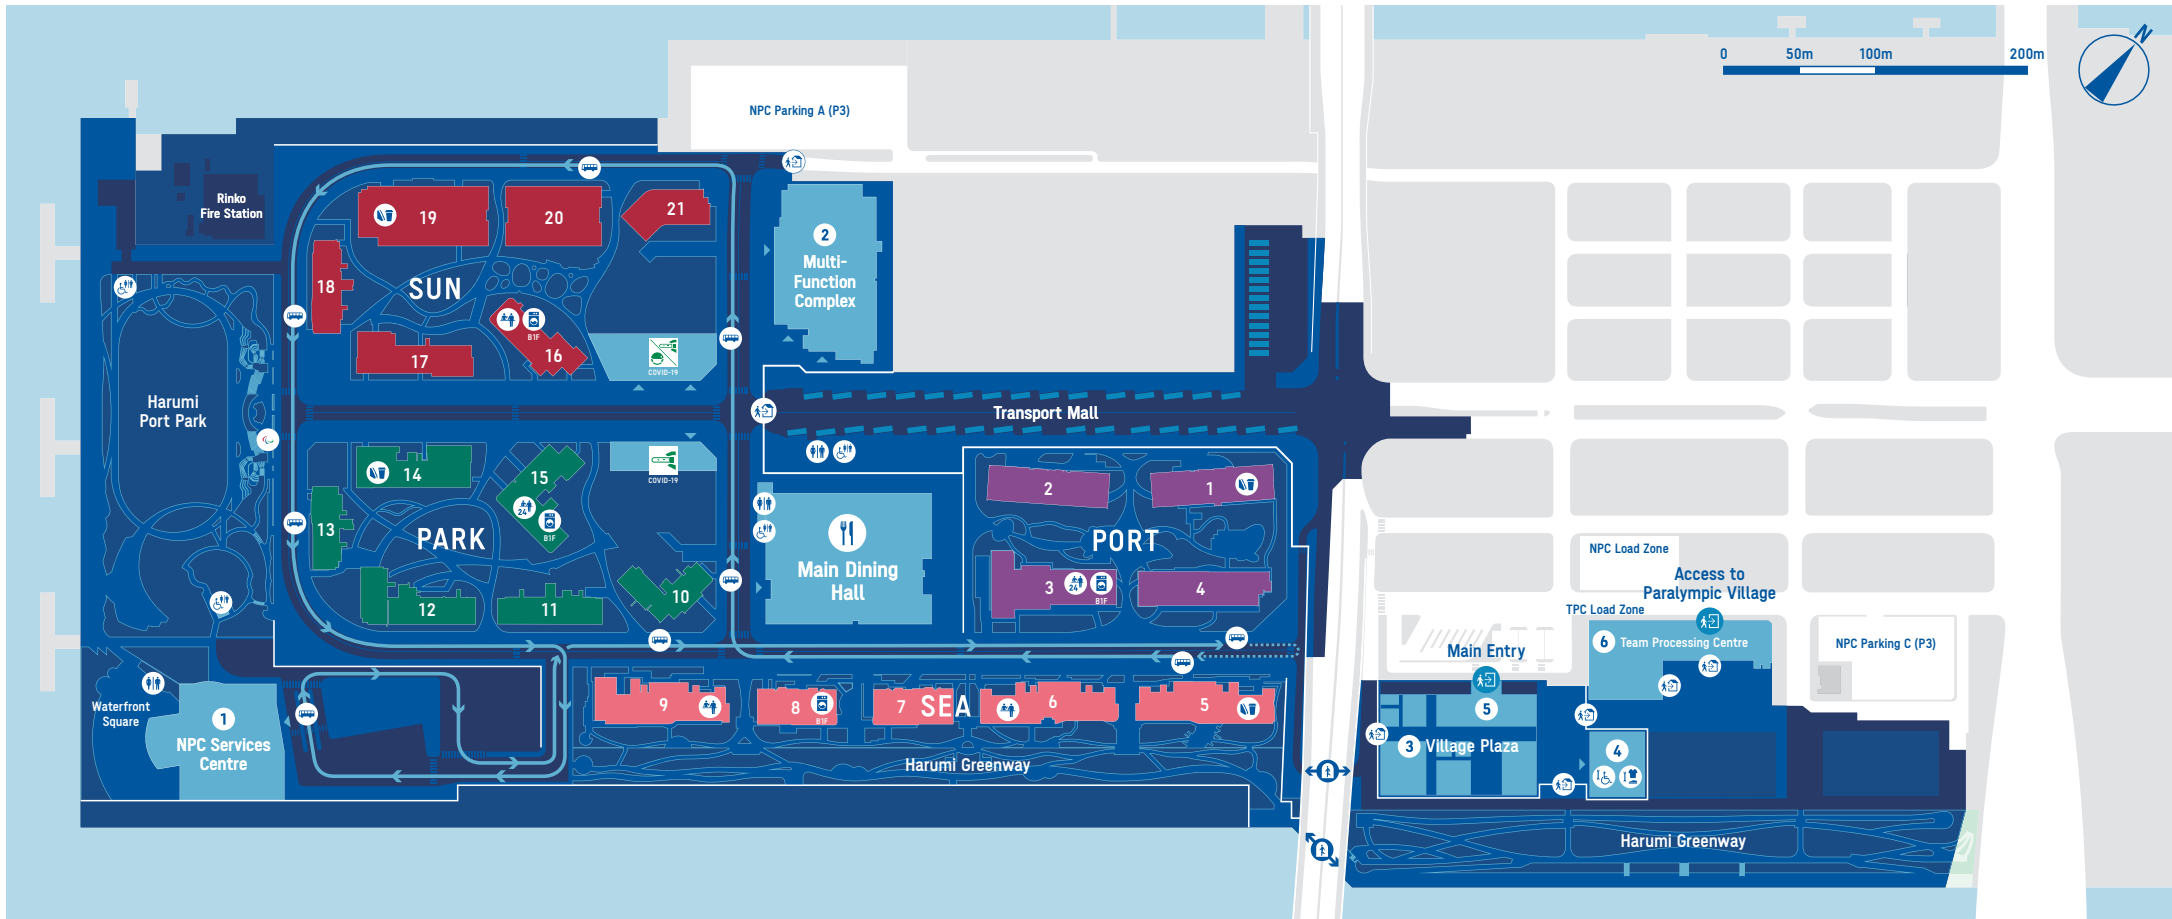 N
0 50m 100m 200m
NPC Parking A (P3)
Rinko
Fire Station
19
20
21
18
SUN
17
16
B1F
COVID-19
2
Multi-
Function
Complex
Harumi
Port Park
Transport Mall
14
15
24
B1F
COVID-19
13
PARK
12
11
10
Main Dining
Hall
2
1
PORT
3
24
B1F
4
NPC Load Zone
Access to
Paralympic Village
TPC Load Zone
6 Team Processing Centre
NPC Parking C (P3)
Main Entry
5
3 Village Plaza
4
9
8
B1F
7
SEA
6
5
Waterfront
Square
1
NPC Services
Centre
Harumi Greenway
Harumi Greenway